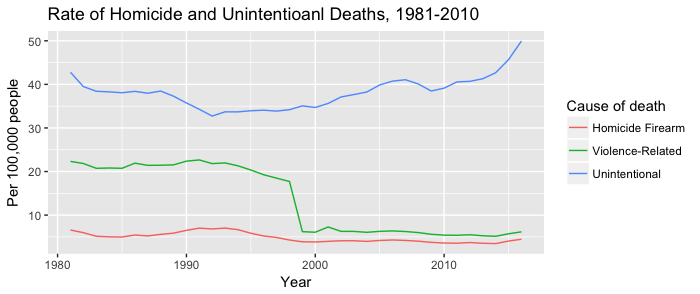 Rate of Homicide and Unintentioanl Deaths, 1981-2010
50
40
30
20
10
Per 100,000 people
1980
1990
2000
2010
Year
Cause of death
Homicide Firearm
Violence-Related
Unintentional